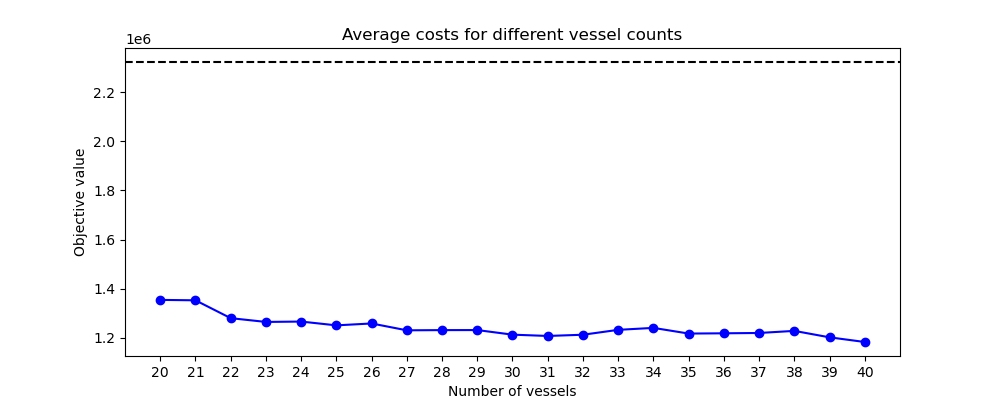 Average costs for different vessel counts
1e6
2.2
2.0
1.8
1.6
1.4
1.2
Objective value
20 21 22 23 24 25 26 27 28 29 30 31 32 33 34 35 36 37 38 39 40
Number of vessels